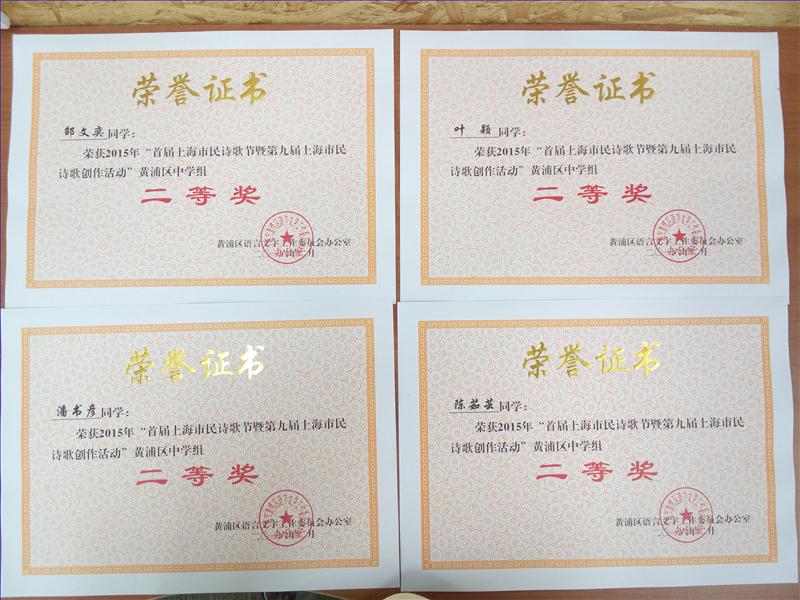 荣誉证书
邰文奕同学:
荣获2015年“首届上海市民诗歌节暨第九届上海市民
诗歌创作活动”黄浦区中学组
二等奖
黄浦区语言文字工作委员会办公室
荣誉证书
叶颖同学:
荣获2015年“首届上海市民诗歌节暨第九届上海市民
诗歌创作活动”黄浦区中学组
二等奖
黄浦区语言文字工作委员会办公室
荣誉证书
潘书彦同学:
荣获2015年“首届上海市民诗歌节暨第九届上海市民
诗歌创作活动”黄浦区中学组
二等奖
黄浦区语言文字工作委员会办公室
荣誉证书
陈茹芸同学:
荣获2015年“首届上海市民诗歌节暨第九届上海市民
诗歌创作活动”黄浦区中学组
二等奖
黄浦区语言文字工作委员会办公室